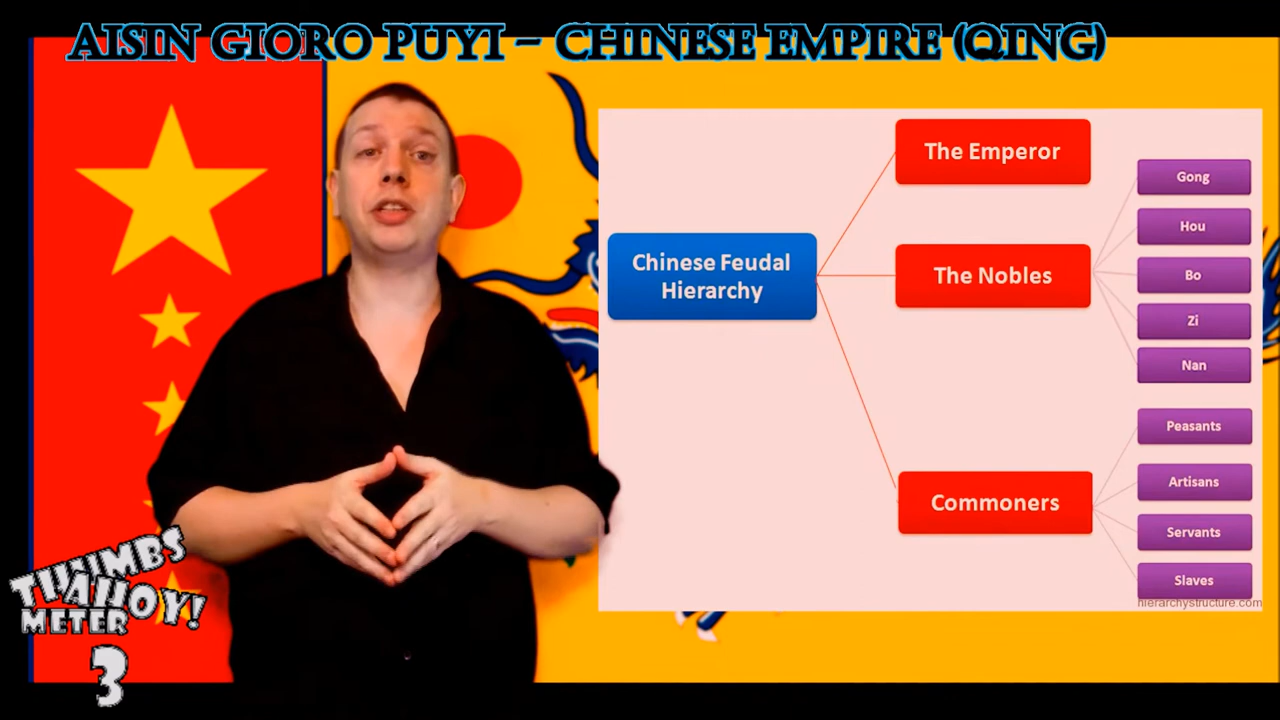 AISIN GIORO PUYI – CHINESE EMPIRE (QING)
Chinese Feudal
Hierarchy
The Emperor
The Nobles
Gong
Hou
Bo
Zi
Nan
Commoners
Peasants
Artisans
Servants
Slaves
hierarchystructure.com
AHOY!
METER
3